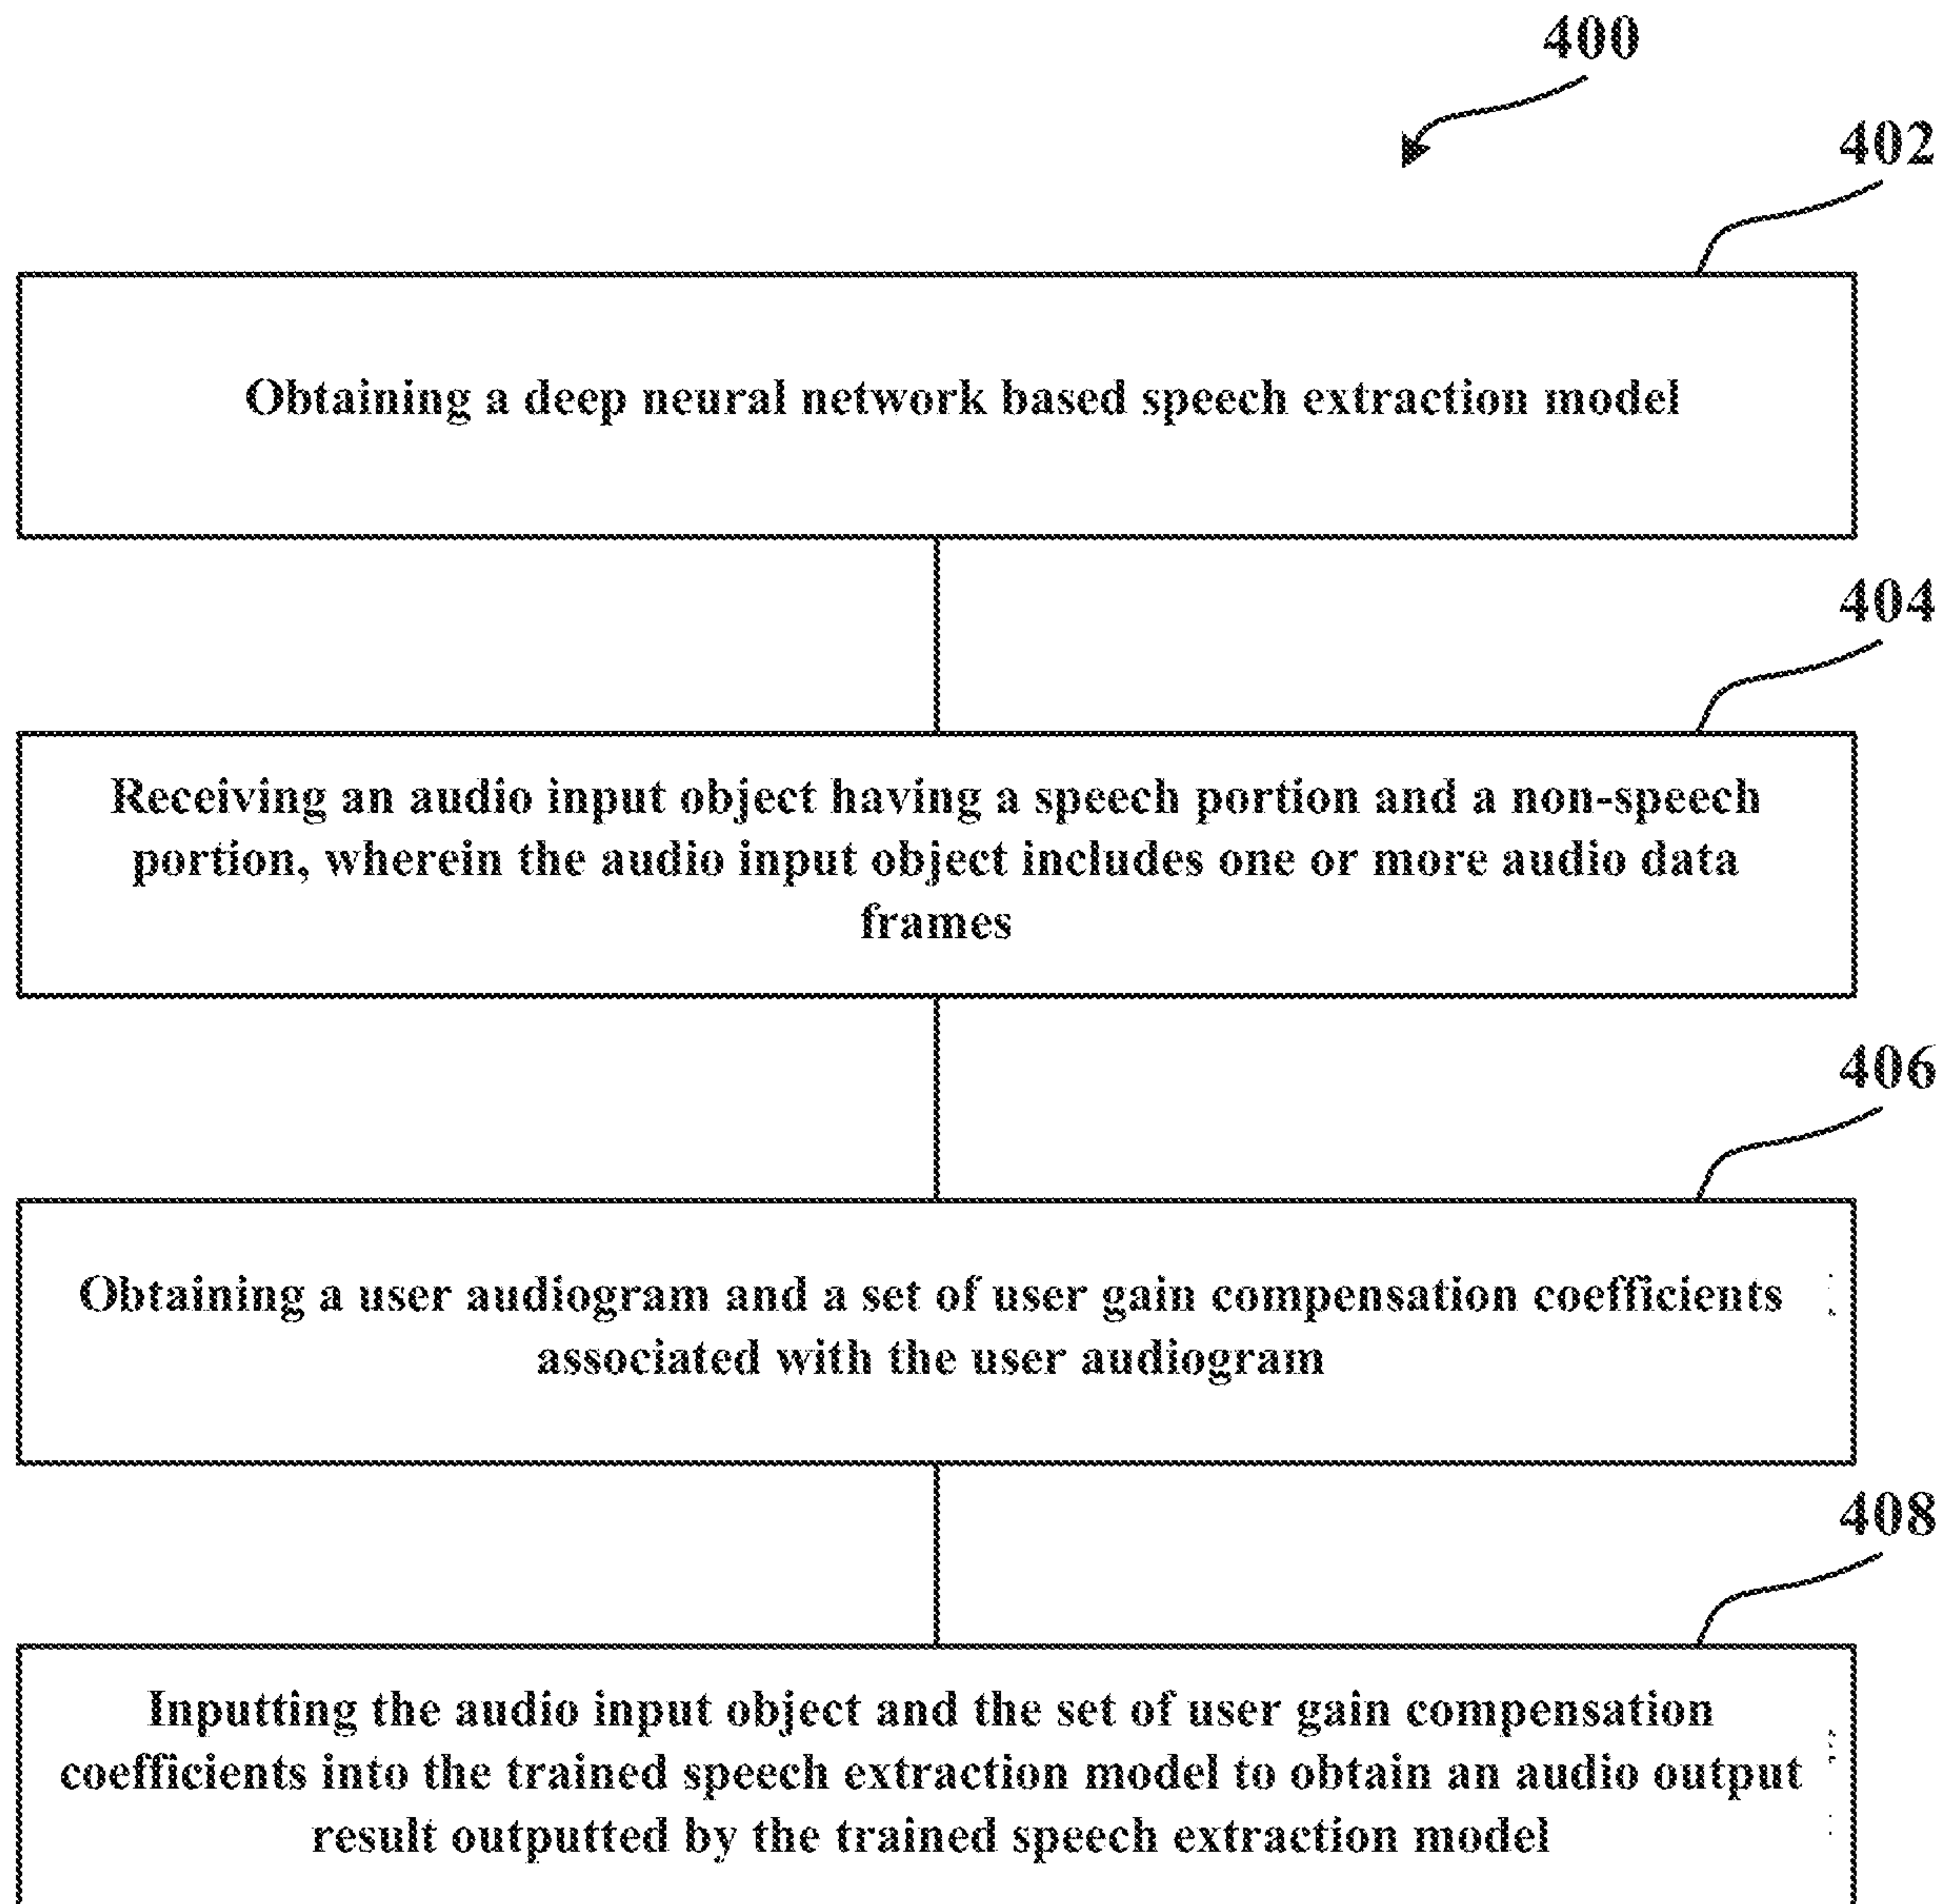 400
402
Obtaining a deep neural network based speech extraction model
404
Receiving an audio input object having a speech portion and a non-speech
portion, wherein the audio input object includes one or more audio data
frames
406
Obtaining a user audiogram and a set of user gain compensation coefficients
associated with the user audiogram
408
Inputting the audio input object and the set of user gain compensation
coefficients into the trained speech extraction model to obtain an audio output
result outputted by the trained speech extraction model